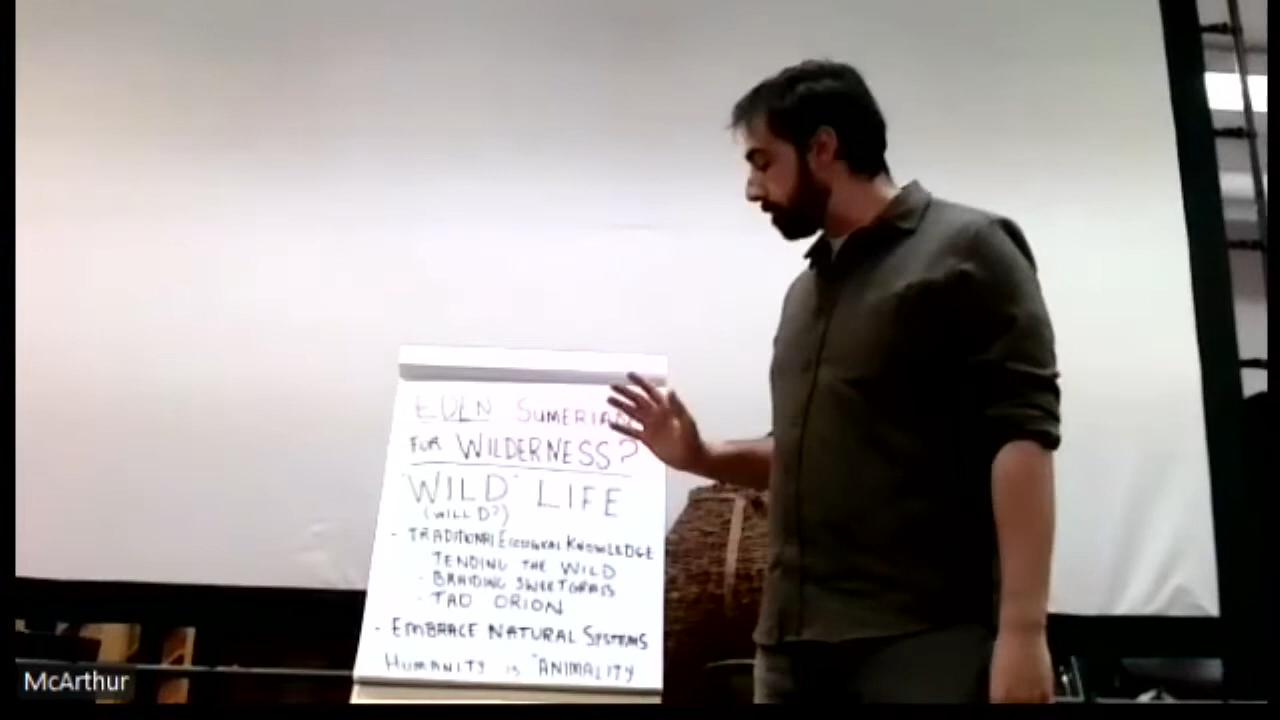 EDEN SUMERIAN
FOR WILDERNESS?
"WILD" LIFE
(WILL'D?)
- TRADITIONAL ECOLOGICAL KNOWLEDGE
TENDING THE WILD
- BRAIDING SWEETGRASS
- TAO ORION
- EMBRACE NATURAL SYSTEMS
HUMANITY IS "ANIMALITY
McArthur